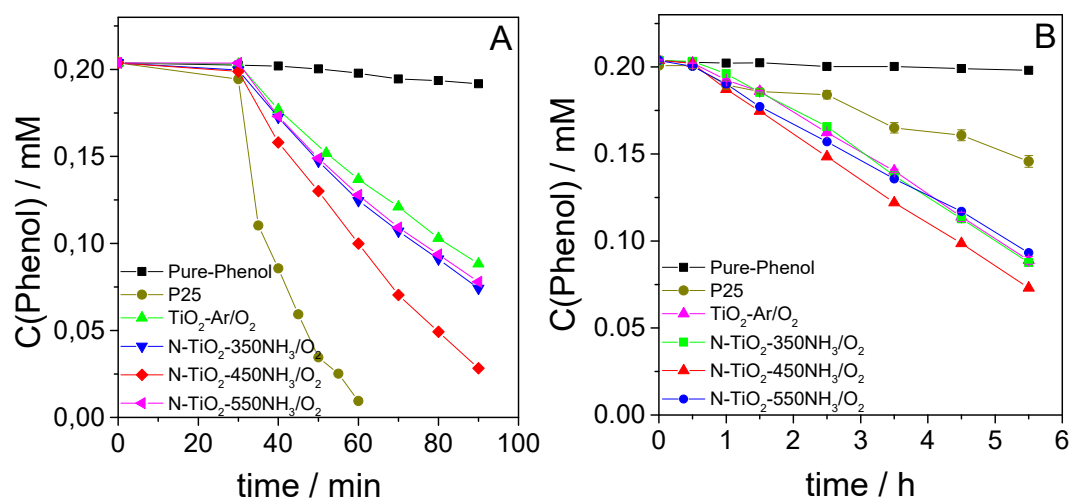 A
C(Phenol) / mM
0,20
0,15
0,10
0,05
0,00
Pure-Phenol
P25
TiO₂-Ar/O₂
N-TiO₂-350NH₃/O₂
N-TiO₂-450NH₃/O₂
N-TiO₂-550NH₃/O₂
0 20 40 60 80 100
time / min
B
C(Phenol) / mM
0.20
0.15
0.10
0.05
0.00
Pure-Phenol
P25
TiO₂-Ar/O₂
N-TiO₂-350NH₃/O₂
N-TiO₂-450NH₃/O₂
N-TiO₂-550NH₃/O₂
0 1 2 3 4 5 6
time / h